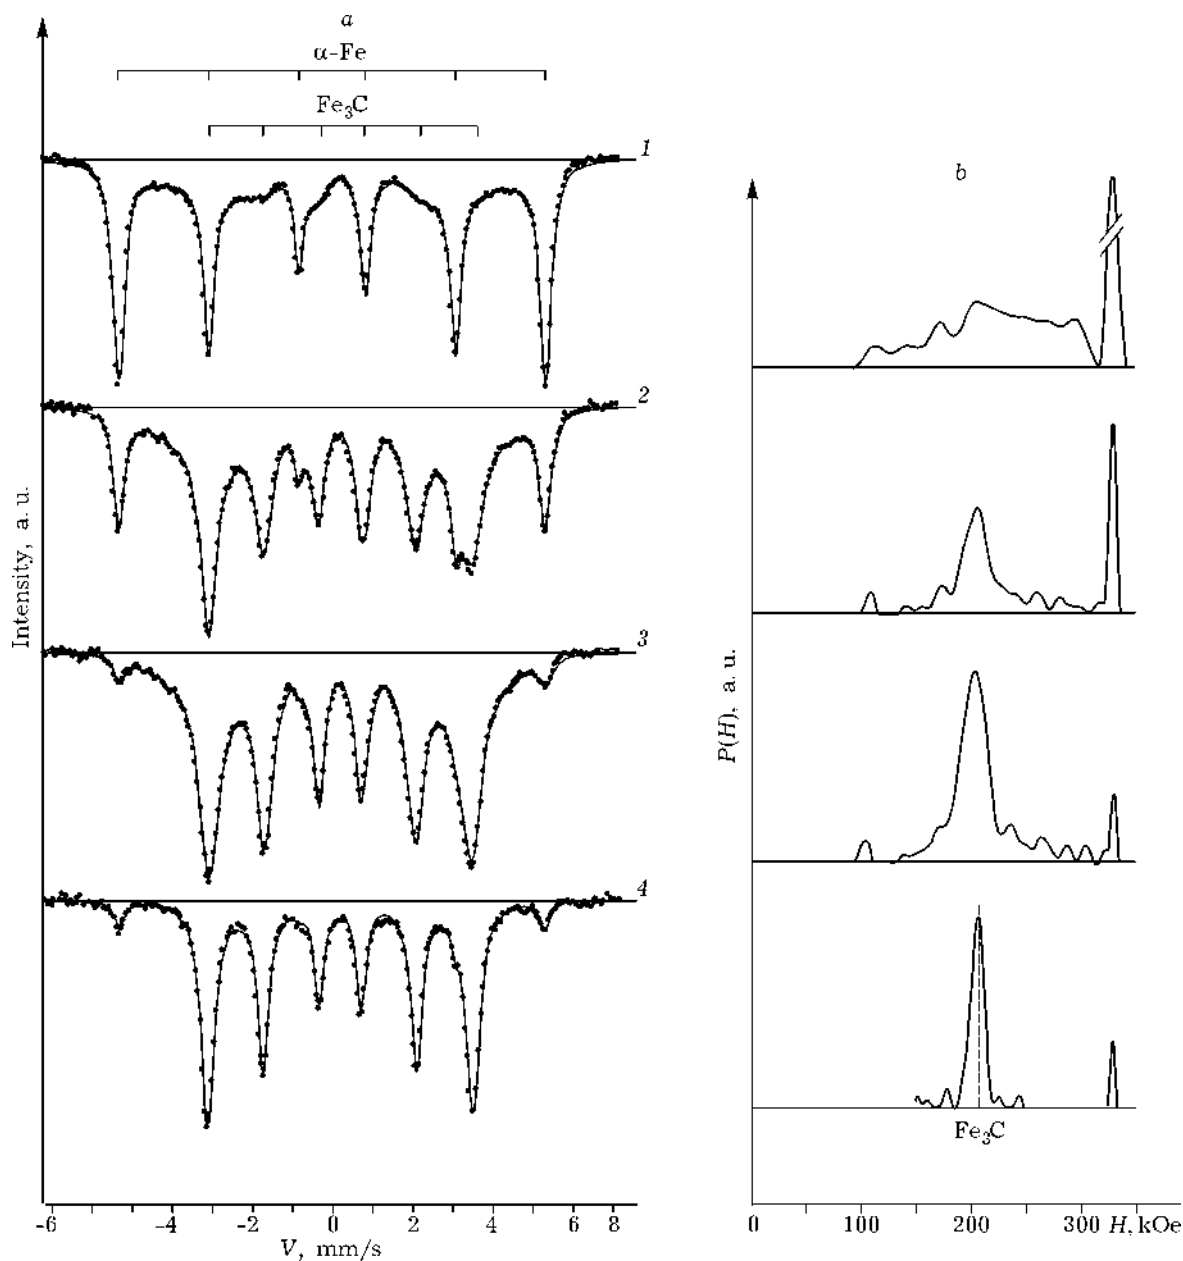 a
α-Fe
Fe₃C
1
2
3
4
Intensity, a. u.
-6 -4 -2 0 2 4 6 8
V, mm/s
b
P(H), a. u.
Fe₃C
0 100 200 300 H, kOe